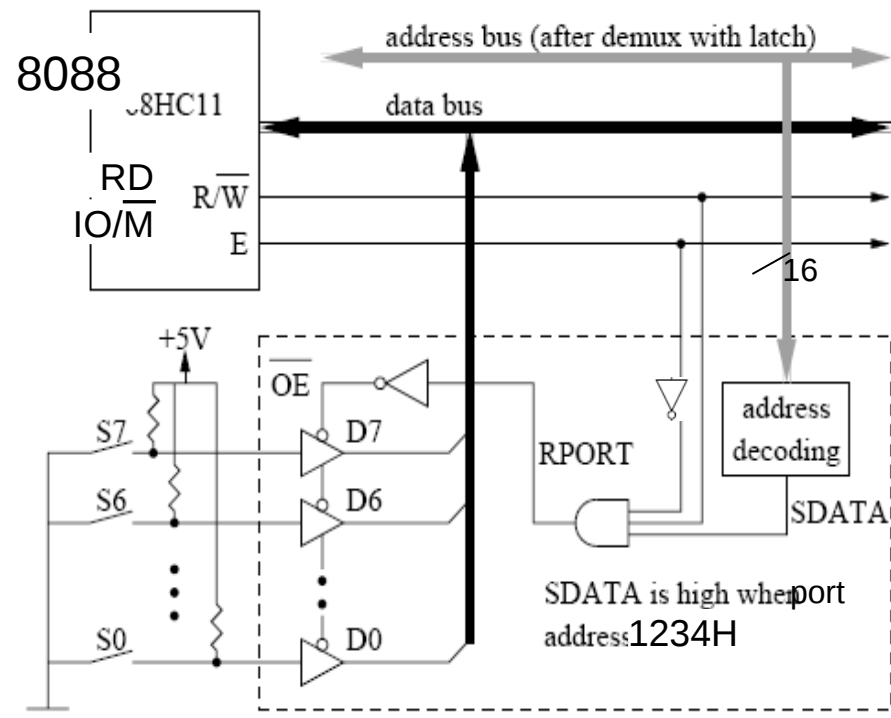 address bus (after demux with latch)
8088
68HC11
data bus
RD
R/W
IO/M
E
16
+5V
OE
address
decoding
S7
D7
RPORT
S6
D6
SDATA
SDATA is high when port
address 1234H
S0
D0